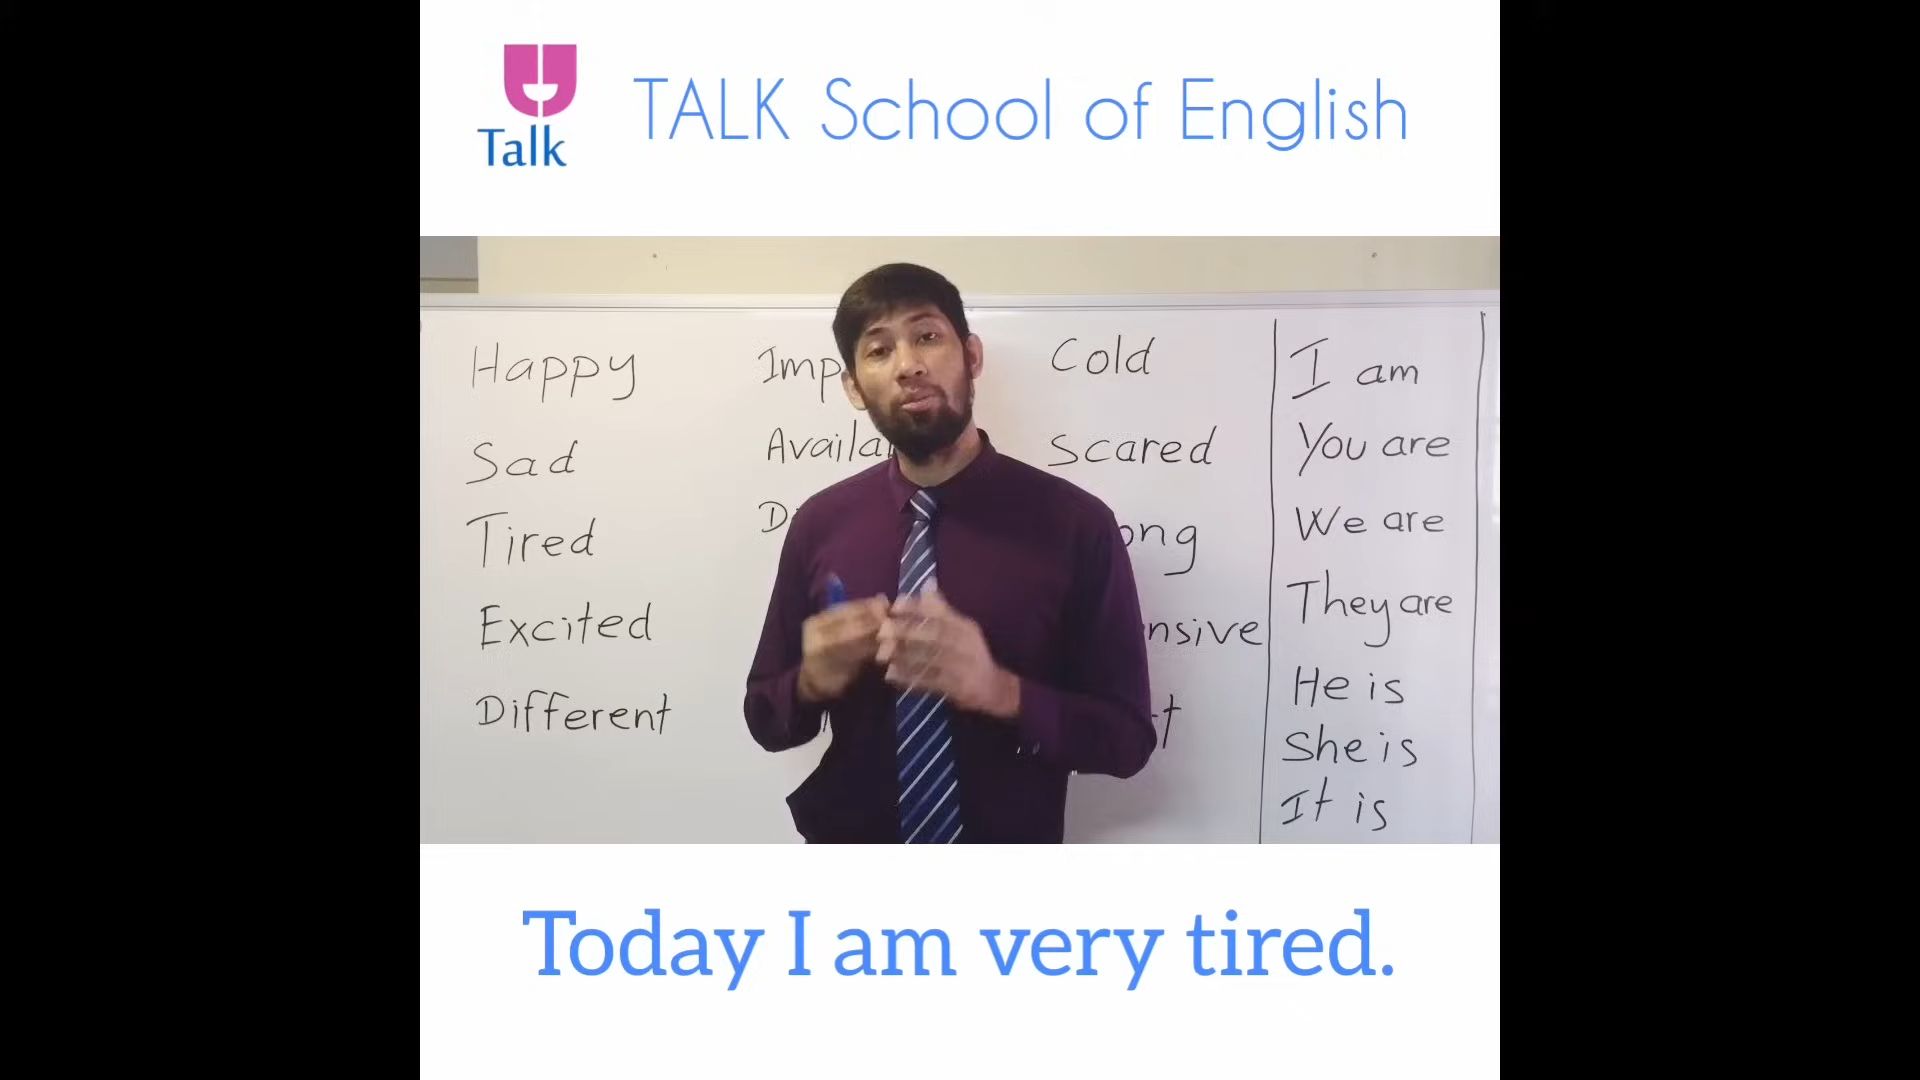 Talk
TALK School of English
Happy
Sad
Tired
Excited
Different
Cold
Scared
I am
You are
We are
They are
He is
She is
It is
Today I am very tired.